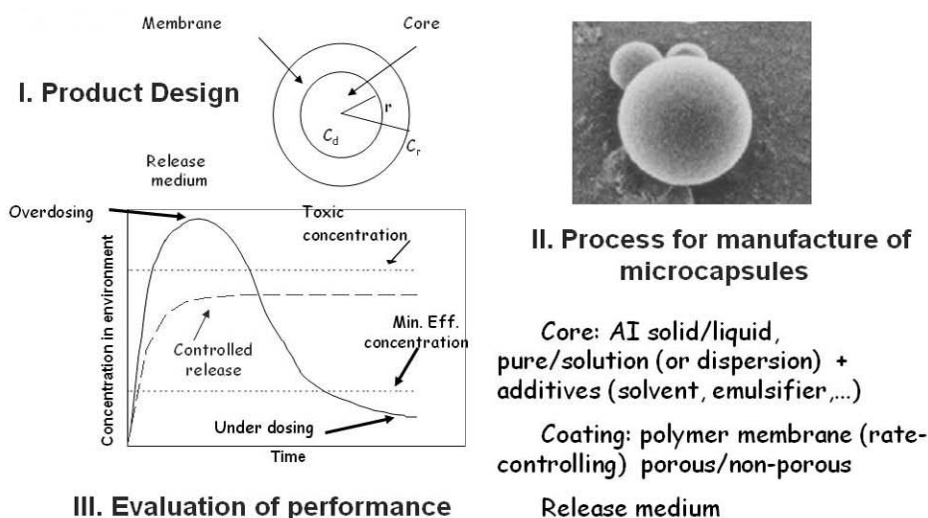 Membrane
Core
I. Product Design
r
C_d
C_r
Release
medium
Overdosing
Toxic
concentration
Concentration in environment
Controlled
release
Min. Eff.
concentration
Under dosing
Time
III. Evaluation of performance
II. Process for manufacture of
microcapsules
Core: AI solid/liquid,
pure/solution (or dispersion) +
additives (solvent, emulsifier,...)
Coating: polymer membrane (rate-
controlling) porous/non-porous
Release medium